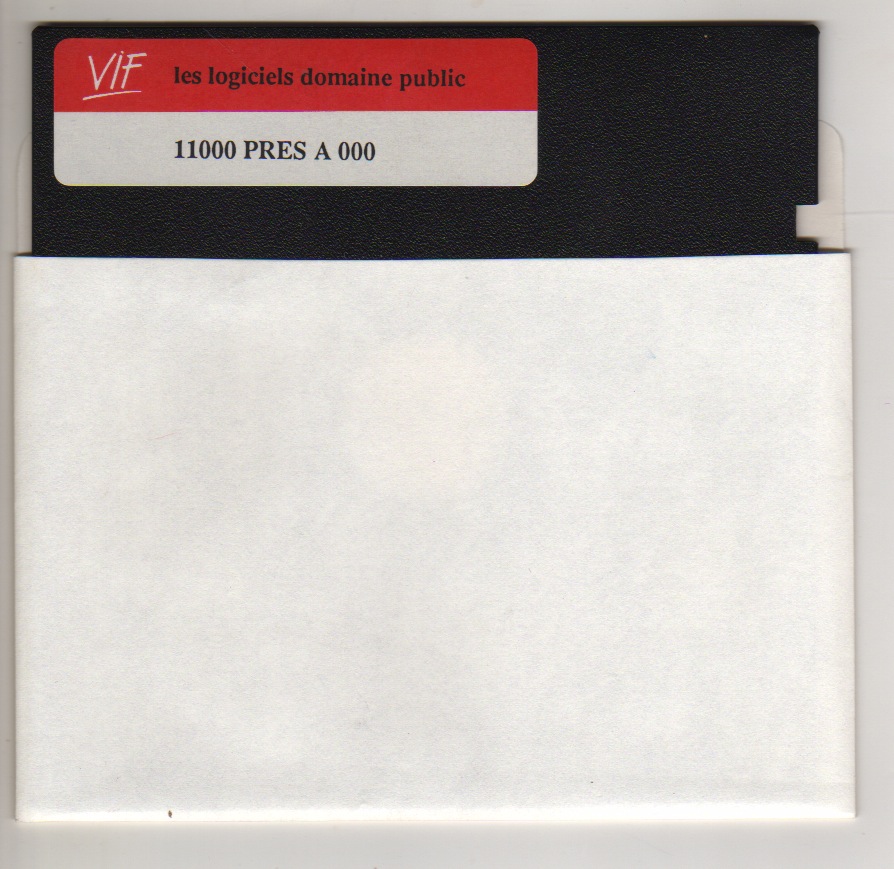 VIF les logiciels domaine public
11000 PRES A 000